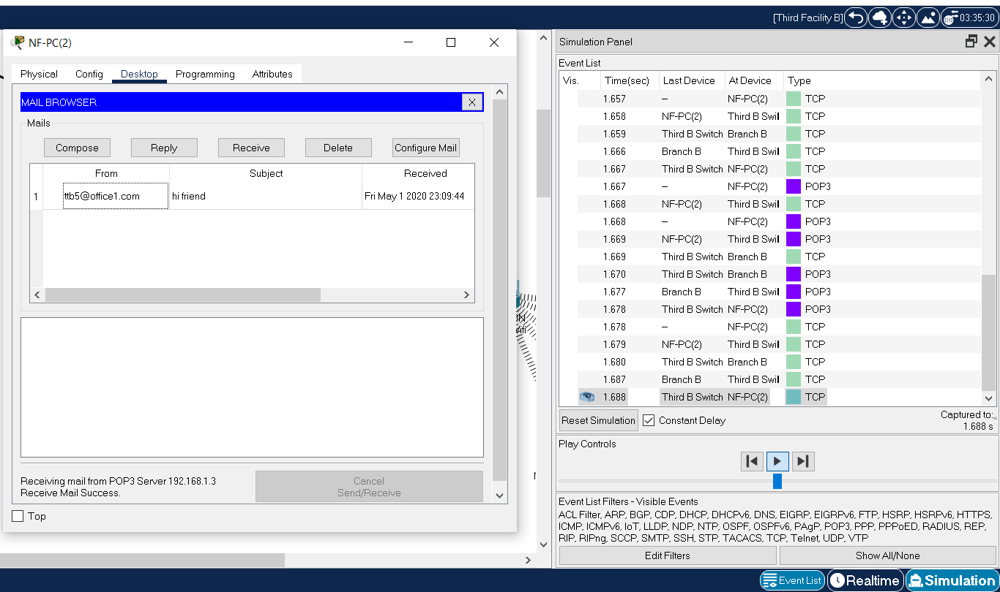 [Third Facility B]
03:35:30
NF-PC(2)
Physical Config Desktop Programming Attributes
MAIL BROWSER
X
Mails
Compose Reply Receive Delete Configure Mail
From Subject Received
1 ttb5@office1.com hi friend Fri May 1 2020 23:09:44
Receiving mail from POP3 Server 192.168.1.3
Receive Mail Success.
Cancel
Send/Receive
Top
Simulation Panel
Event List
Vis. Time(sec) Last Device At Device Type
1.657 -- NF-PC(2) TCP
1.658 NF-PC(2) Third B Swit TCP
1.659 Third B Switch Branch B TCP
1.666 Branch B Third B Swit TCP
1.667 Third B Switch NF-PC(2) TCP
1.667 -- NF-PC(2) POP3
1.668 NF-PC(2) Third B Swit TCP
1.668 -- NF-PC(2) POP3
1.669 NF-PC(2) Third B Swit POP3
1.669 Third B Switch Branch B TCP
1.670 Third B Switch Branch B POP3
1.677 Branch B Third B Swit POP3
1.678 Third B Switch NF-PC(2) POP3
1.678 -- NF-PC(2) TCP
1.679 NF-PC(2) Third B Swit TCP
1.680 Third B Switch Branch B TCP
1.687 Branch B Third B Swit TCP
1.688 Third B Switch NF-PC(2) TCP
Reset Simulation Constant Delay
Captured to:
1.688 s
Play Controls
Event List Filters - Visible Events
ACL Filter, ARP, BGP, CDP, DHCP, DHCPv6, DNS, EIGRP, EIGRPv6, FTP, HSRP, HSRPv6, HTTPS,
ICMP, ICMPv6, IoT, LLDP, NDP, NTP, OSPF, OSPFv6, PAgP, POP3, PPP, PPPoED, RADIUS, REP,
RIP, RIPng, SCCP, SMTP, SSH, STP, TACACS, TCP, Telnet, UDP, VTP
Edit Filters Show All/None
Event List Realtime Simulation